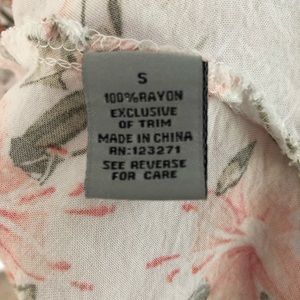 S
100%RAYON
EXCLUSIVE
OF TRIM
MADE IN CHINA
RN:123271
SEE REVERSE
FOR CARE